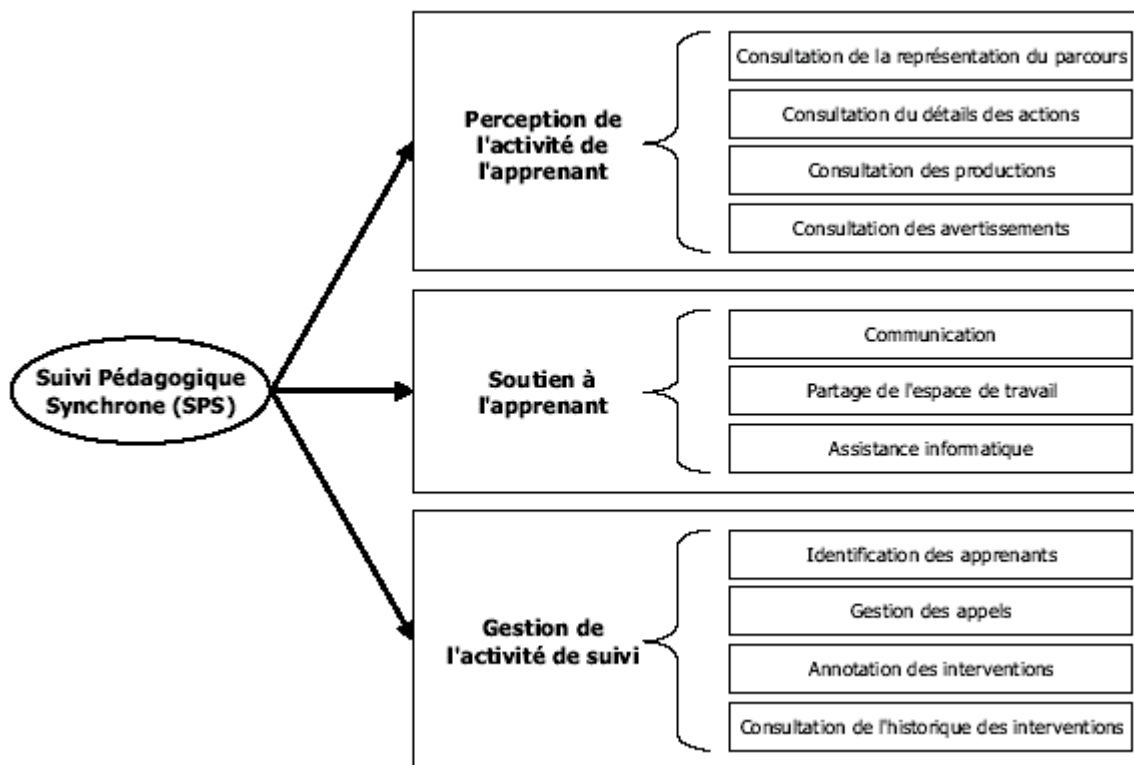 Suivi Pédagogique
Synchrone (SPS)
Perception de
l'activité de
l'apprenant
Consultation de la représentation du parcours
Consultation du détails des actions
Consultation des productions
Consultation des avertissements
Soutien à
l'apprenant
Communication
Partage de l'espace de travail
Assistance informatique
Gestion de
l'activité de suivi
Identification des apprenants
Gestion des appels
Annotation des interventions
Consultation de l'historique des interventions